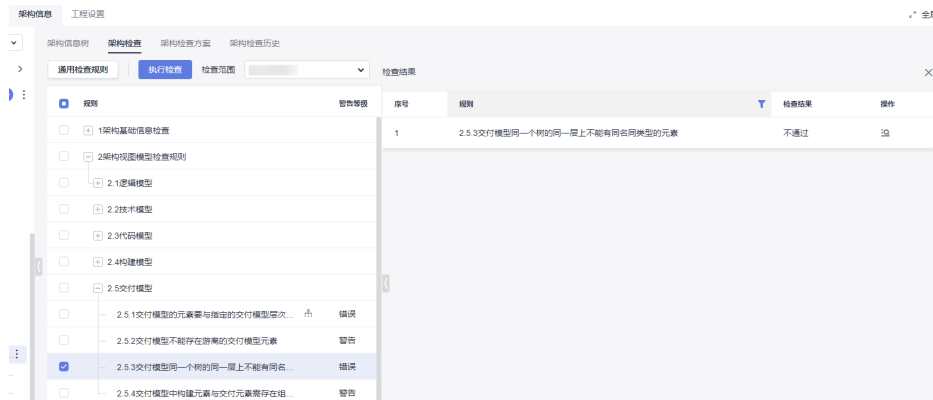 架构信息 工程设置 全
架构信息树 架构检查 架构检查方案 架构检查历史
通用检查规则 执行检查 检查范围
检查结果
规则 警告等级
序号 规则 检查结果 操作
1架构基础信息检查
1 2.5.3交付模型同一个树的同一层上不能有同名同类型的元素 不通过
2架构视图模型检查规则
2.1逻辑模型
2.2技术模型
2.3代码模型
2.4构建模型
2.5交付模型
2.5.1交付模型的元素要与指定的交付模型层次... 错误
2.5.2交付模型不能存在游离的交付模型元素 警告
2.5.3交付模型同一个树的同一层上不能有同名... 错误
2.5.4交付模型中构建元素与交付元素需存在组... 警告